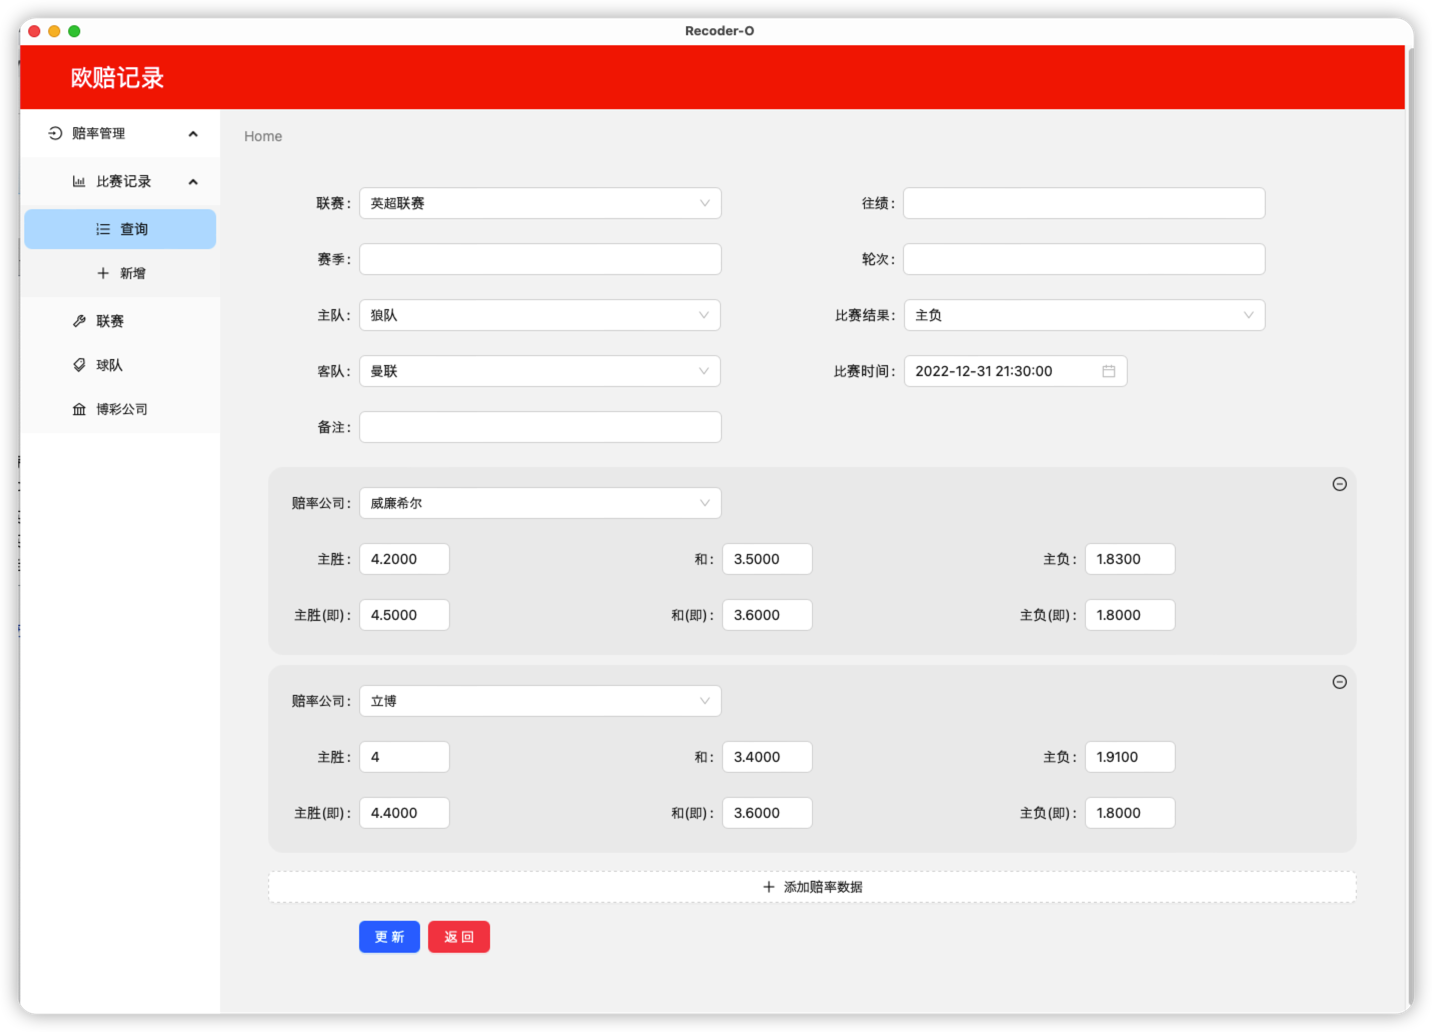 Recoder-O
欧赔记录
赔率管理
比赛记录
查询
新增
联赛
球队
博彩公司
Home
联赛: 英超联赛 往绩:
赛季: 轮次:
主队: 狼队 比赛结果: 主负
客队: 曼联 比赛时间: 2022-12-31 21:30:00
备注:
赔率公司: 威廉希尔
主胜: 4.2000 和: 3.5000 主负: 1.8300
主胜(即): 4.5000 和(即): 3.6000 主负(即): 1.8000
赔率公司: 立博
主胜: 4 和: 3.4000 主负: 1.9100
主胜(即): 4.4000 和(即): 3.6000 主负(即): 1.8000
添加赔率数据
更新 返回